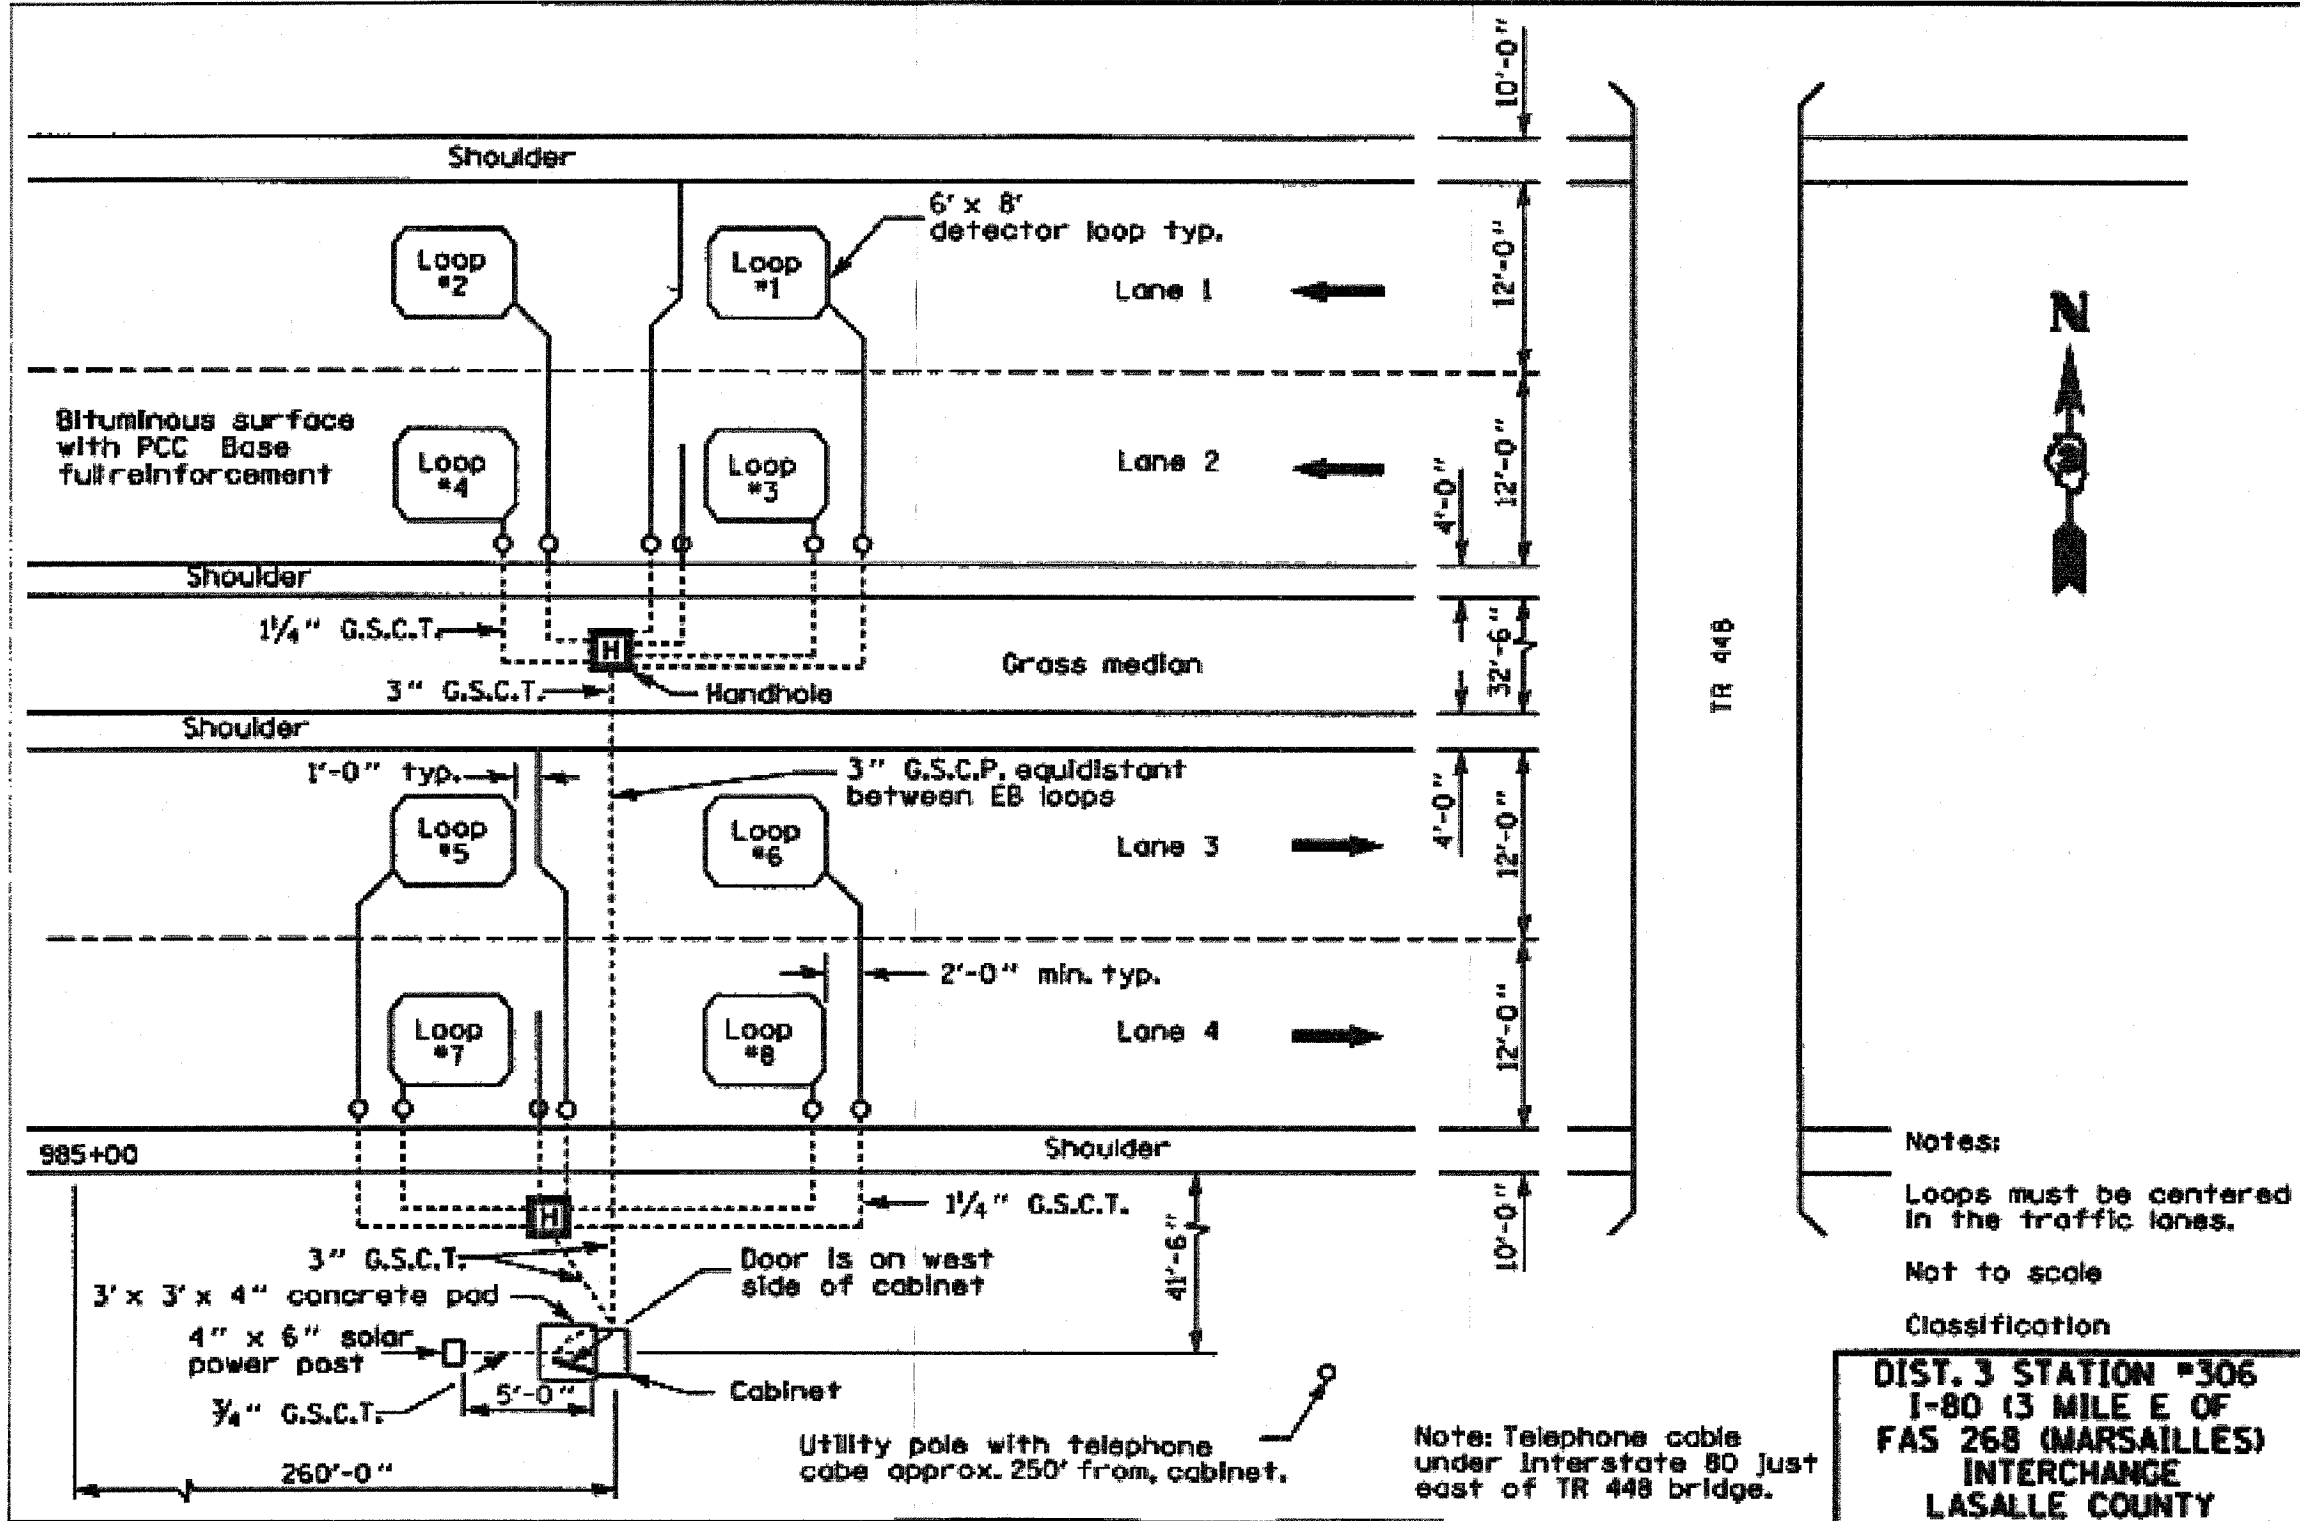 10'-0"
Shoulder
6' x 8'
detector loop typ.
Loop
#2
Loop
#1
Lane 1
12'-0"
N
Bituminous surface
with PCC Base
full reinforcement
Loop
#4
Loop
#3
Lane 2
4'-0"
12'-0"
Shoulder
1 1/4" G.S.C.T.
H
Grass median
32'-6"
TR 448
3" G.S.C.T.
Handhole
Shoulder
1'-0" typ.
3" G.S.C.P. equidistant
between EB loops
Loop
#5
Loop
#6
Lane 3
4'-0"
12'-0"
2'-0" min. typ.
Loop
#7
Loop
#8
Lane 4
12'-0"
985+00
Shoulder
Notes:
Loops must be centered
in the traffic lanes.
Not to scale
Classification
H
1 1/4" G.S.C.T.
41'-6"
10'-0"
3" G.S.C.T.
Door is on west
side of cabinet
3' x 3' x 4" concrete pad
4" x 6" solar
power post
3/4" G.S.C.T.
5'-0"
Cabinet
260'-0"
Utility pole with telephone
cabe approx. 250' from, cabinet.
Note: Telephone cable
under Interstate 80 just
east of TR 448 bridge.
DIST. 3 STATION #306
I-80 (3 MILE E OF
FAS 268 (MARSAILLES)
INTERCHANGE
LASALLE COUNTY